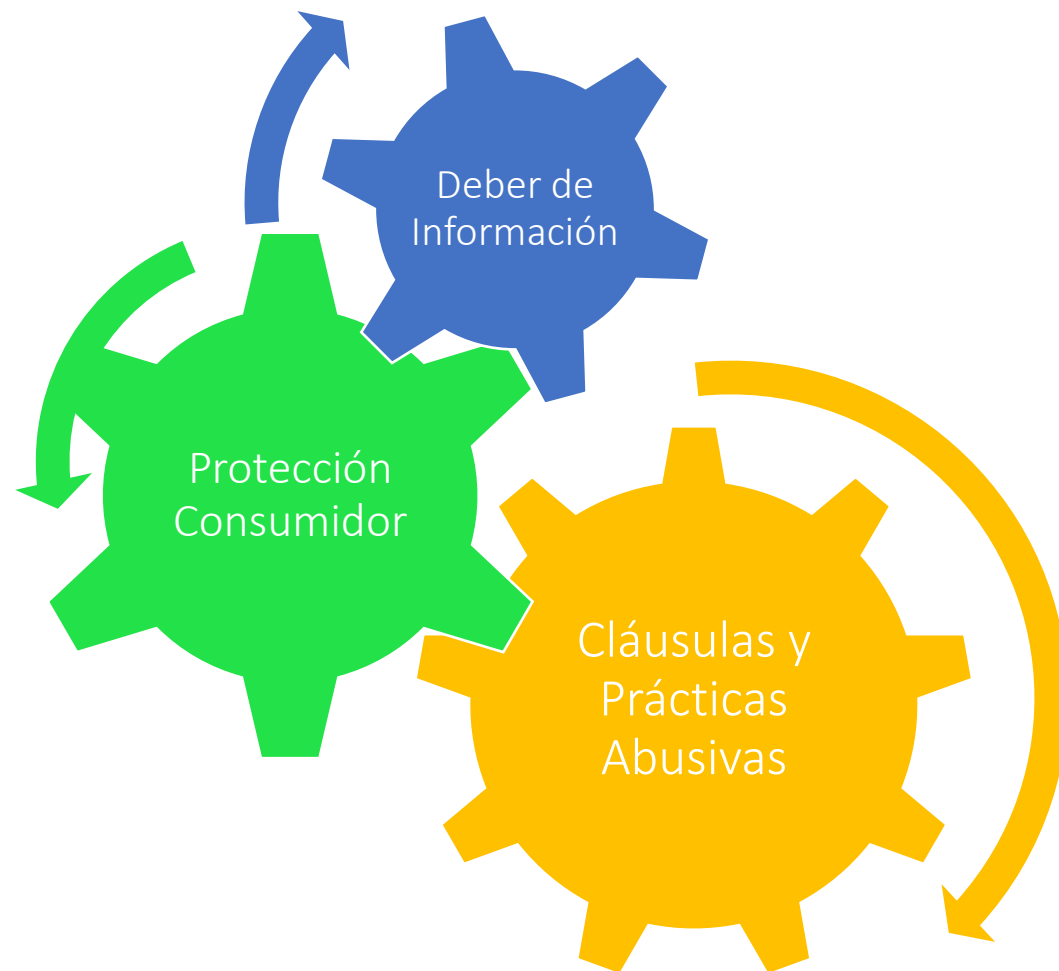 Deber de
Información
Protección
Consumidor
Cláusulas y
Prácticas
Abusivas